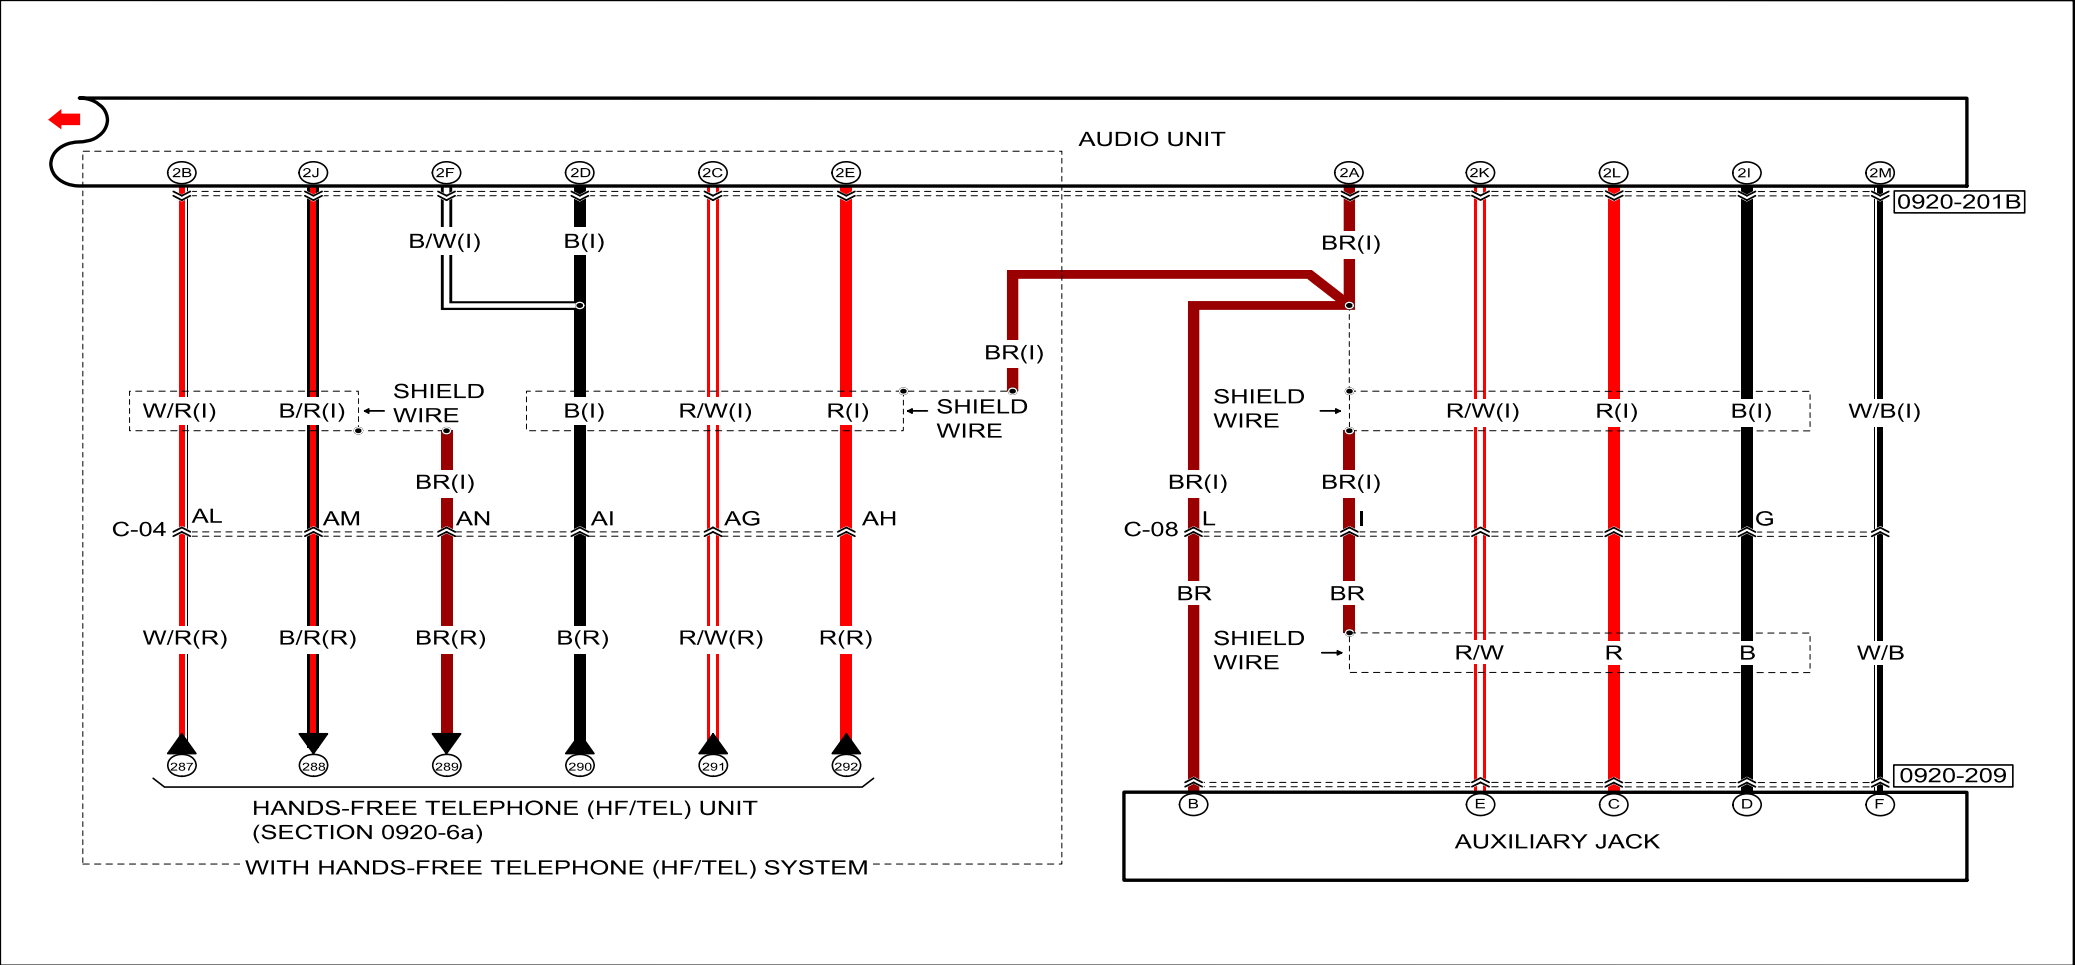 AUDIO UNIT
2B 2J 2F 2D 2C 2E 2A 2K 2L 2I 2M
0920-201B
B/W(I) B(I) BR(I)
BR(I)
SHIELD
WIRE
SHIELD
WIRE
SHIELD
WIRE
W/R(I) B/R(I) B(I) R/W(I) R(I) R/W(I) R(I) B(I) W/B(I)
BR(I) BR(I) BR(I)
C-04 AL AM AN AI AG AH C-08 L I G
BR BR
W/R(R) B/R(R) BR(R) B(R) R/W(R) R(R)
SHIELD
WIRE
R/W R B W/B
287 288 289 290 291 292
0920-209
B E C D F
HANDS-FREE TELEPHONE (HF/TEL) UNIT
(SECTION 0920-6a)
AUXILIARY JACK
WITH HANDS-FREE TELEPHONE (HF/TEL) SYSTEM